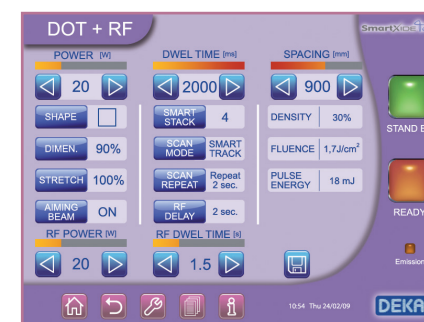 DOT + RF
SmartXide
POWER [W]
DWEL TIME [ms]
SPACING [mm]
20
2000
900
SHAPE
SMART STACK 4
DENSITY 30%
STAND B
DIMEN. 90%
SCAN MODE SMART TRACK
FLUENCE 1,7J/cm²
STRETCH 100%
SCAN REPEAT Repeat 2 sec.
PULSE ENERGY 18 mJ
AIMING BEAM ON
RF DELAY 2 sec.
READY
RF POWER [W]
RF DWEL TIME [s]
20
1.5
Emission
10:54 Thu 24/02/09
DEKA